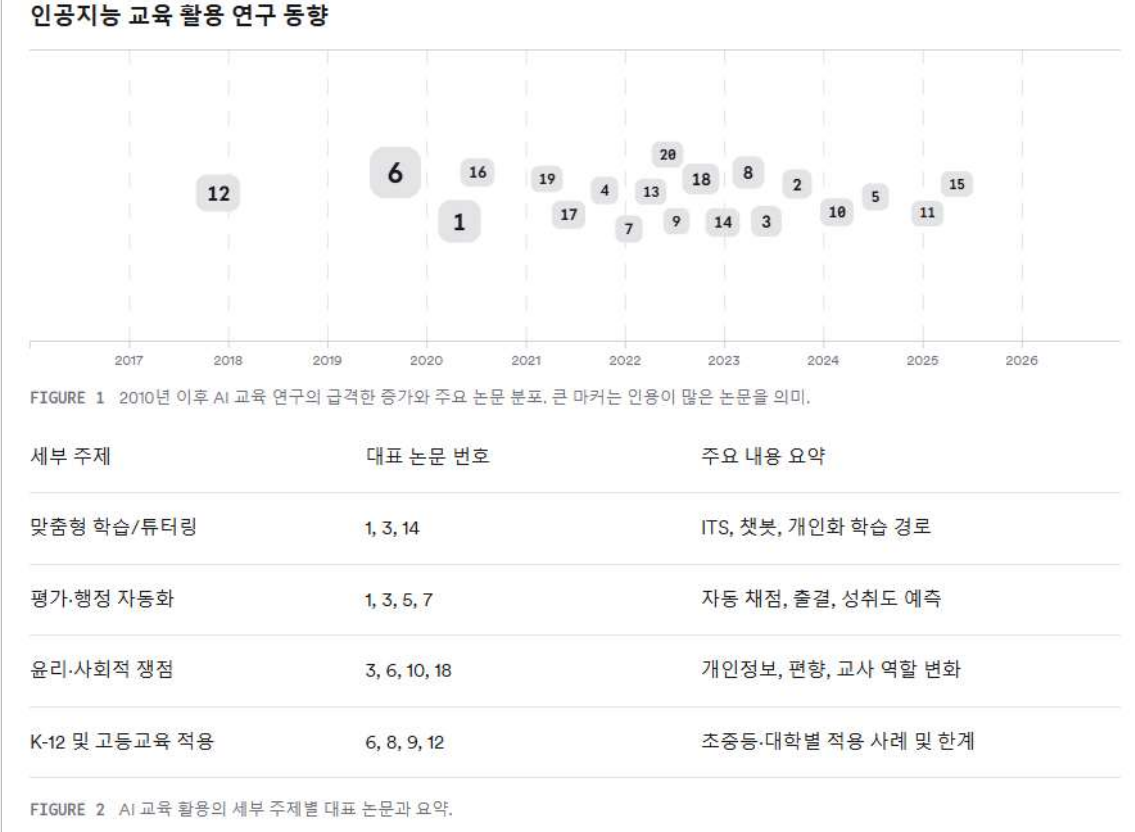 인공지능 교육 활용 연구 동향
20
6 16 19 18 8
12 4 13 2 5 15
1 17 7 9 14 3 10 11
2017 2018 2019 2020 2021 2022 2023 2024 2025 2026
FIGURE 1 2010년 이후 AI 교육 연구의 급격한 증가와 주요 논문 분포. 큰 마커는 인용이 많은 논문을 의미.
세부 주제 대표 논문 번호 주요 내용 요약
맞춤형 학습/튜터링 1, 3, 14 ITS, 챗봇, 개인화 학습 경로
평가·행정 자동화 1, 3, 5, 7 자동 채점, 출결, 성취도 예측
윤리·사회적 쟁점 3, 6, 10, 18 개인정보, 편향, 교사 역할 변화
K-12 및 고등교육 적용 6, 8, 9, 12 초중등·대학별 적용 사례 및 한계
FIGURE 2 AI 교육 활용의 세부 주제별 대표 논문과 요약.